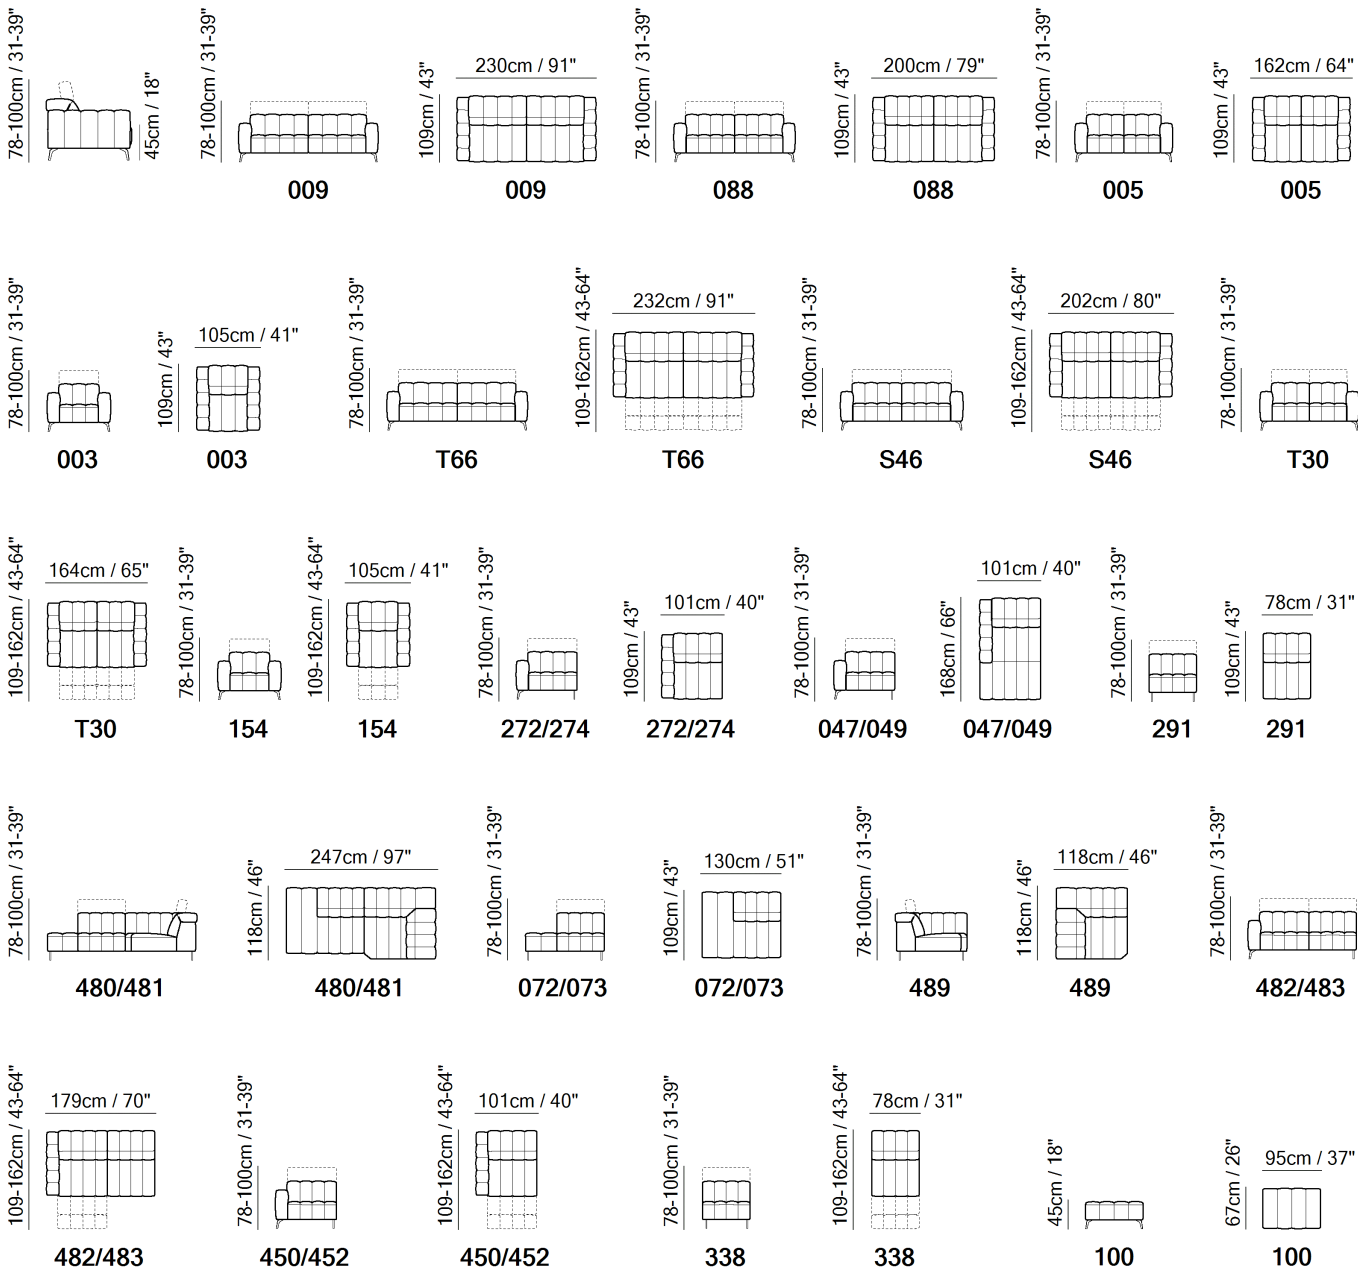 78-100cm / 31-39"
45cm / 18"
78-100cm / 31-39"
009
109cm / 43"
230cm / 91"
009
78-100cm / 31-39"
088
109cm / 43"
200cm / 79"
088
78-100cm / 31-39"
005
109cm / 43"
162cm / 64"
005
78-100cm / 31-39"
003
109cm / 43"
105cm / 41"
003
78-100cm / 31-39"
T66
109-162cm / 43-64"
232cm / 91"
T66
78-100cm / 31-39"
S46
109-162cm / 43-64"
202cm / 80"
S46
78-100cm / 31-39"
T30
109-162cm / 43-64"
164cm / 65"
T30
78-100cm / 31-39"
154
109-162cm / 43-64"
105cm / 41"
154
78-100cm / 31-39"
272/274
109cm / 43"
101cm / 40"
272/274
78-100cm / 31-39"
047/049
168cm / 66"
101cm / 40"
047/049
78-100cm / 31-39"
291
109cm / 43"
78cm / 31"
291
78-100cm / 31-39"
480/481
118cm / 46"
247cm / 97"
480/481
78-100cm / 31-39"
072/073
109cm / 43"
130cm / 51"
072/073
78-100cm / 31-39"
489
118cm / 46"
118cm / 46"
489
78-100cm / 31-39"
482/483
109-162cm / 43-64"
179cm / 70"
482/483
78-100cm / 31-39"
450/452
109-162cm / 43-64"
101cm / 40"
450/452
78-100cm / 31-39"
338
109-162cm / 43-64"
78cm / 31"
338
45cm / 18"
100
67cm / 26"
95cm / 37"
100